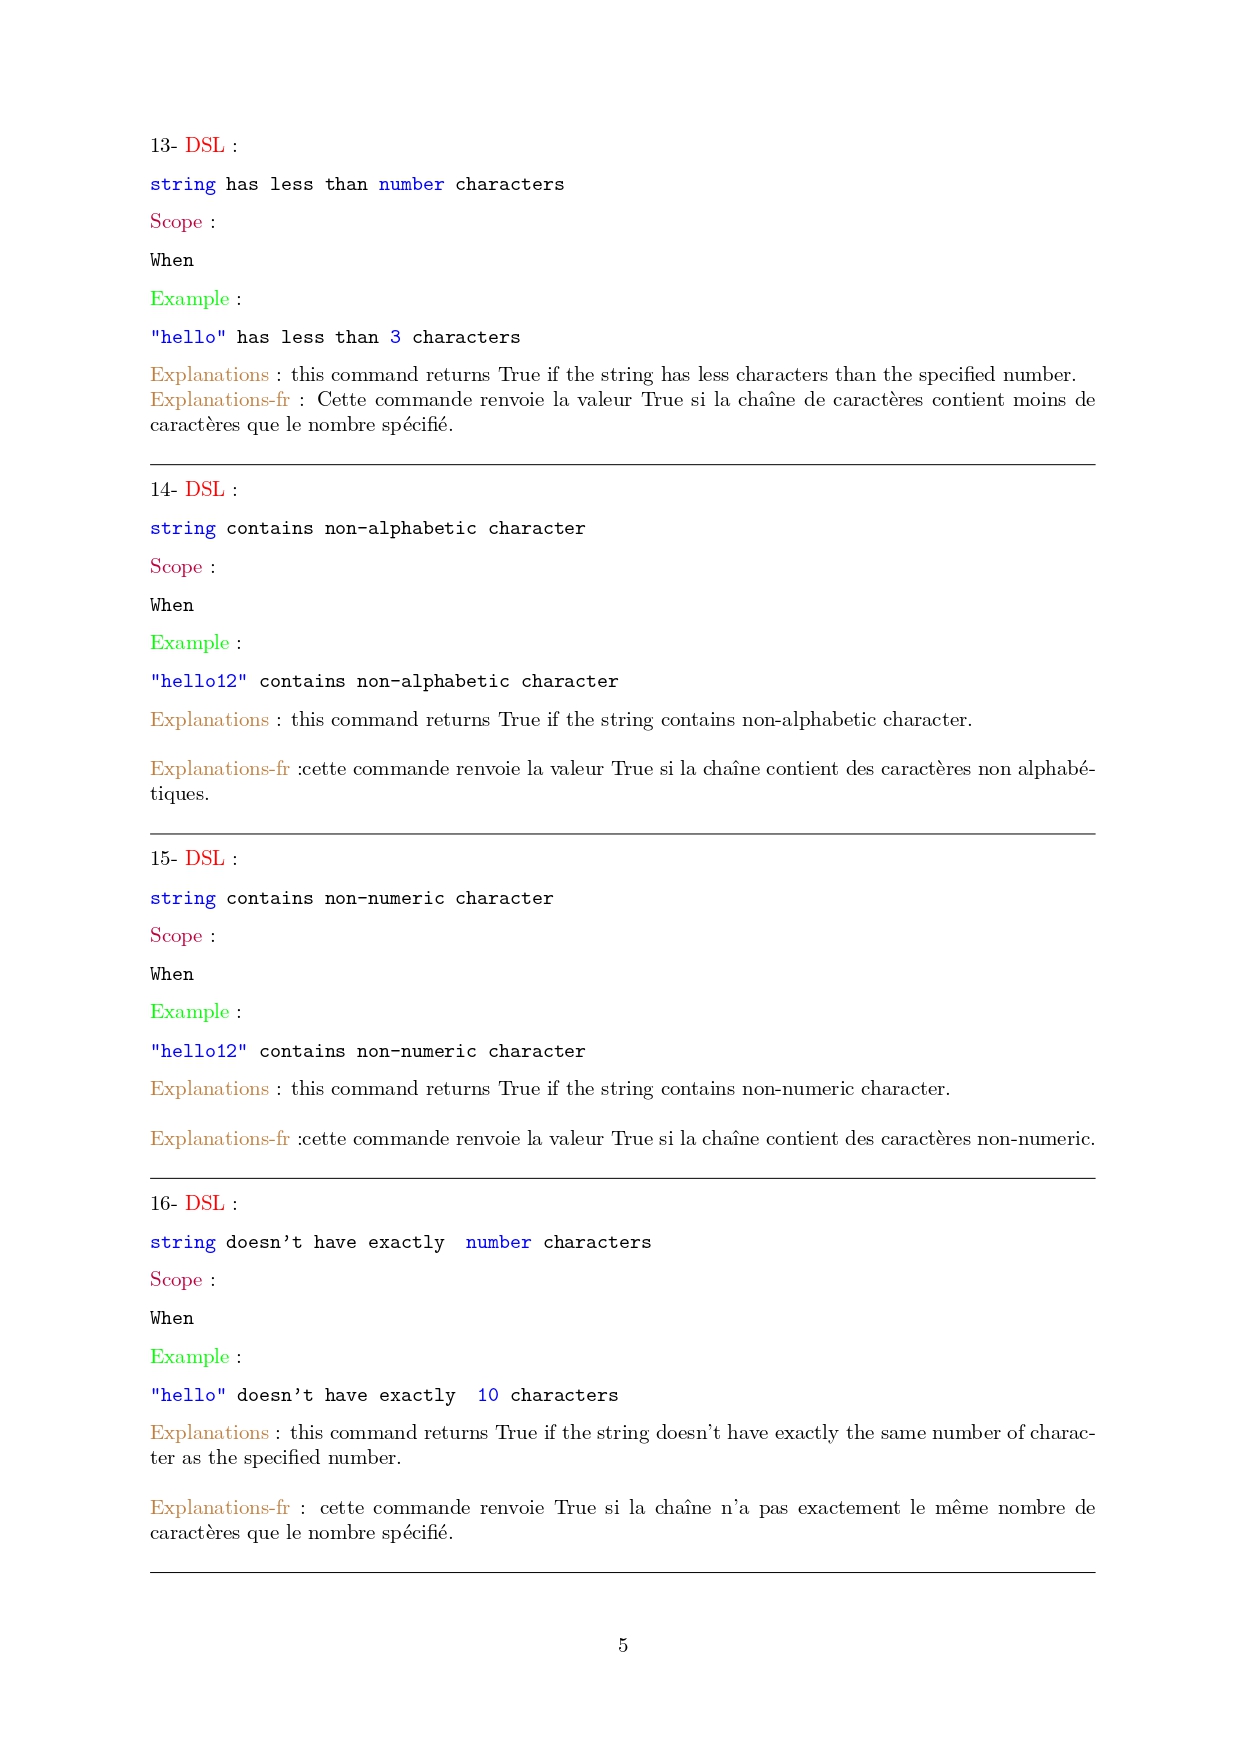 13- DSL :
string has less than number characters
Scope :
When
Example :
"hello" has less than 3 characters
Explanations : this command returns True if the string has less characters than the specified number.
Explanations-fr : Cette commande renvoie la valeur True si la chaîne de caractères contient moins de
caractères que le nombre spécifié.
14- DSL :
string contains non-alphabetic character
Scope :
When
Example :
"hello12" contains non-alphabetic character
Explanations : this command returns True if the string contains non-alphabetic character.
Explanations-fr :cette commande renvoie la valeur True si la chaîne contient des caractères non alphabé-
tiques.
15- DSL :
string contains non-numeric character
Scope :
When
Example :
"hello12" contains non-numeric character
Explanations : this command returns True if the string contains non-numeric character.
Explanations-fr :cette commande renvoie la valeur True si la chaîne contient des caractères non-numeric.
16- DSL :
string doesn't have exactly  number characters
Scope :
When
Example :
"hello" doesn't have exactly  10 characters
Explanations : this command returns True if the string doesn't have exactly the same number of charac-
ter as the specified number.
Explanations-fr : cette commande renvoie True si la chaîne n'a pas exactement le même nombre de
caractères que le nombre spécifié.
5